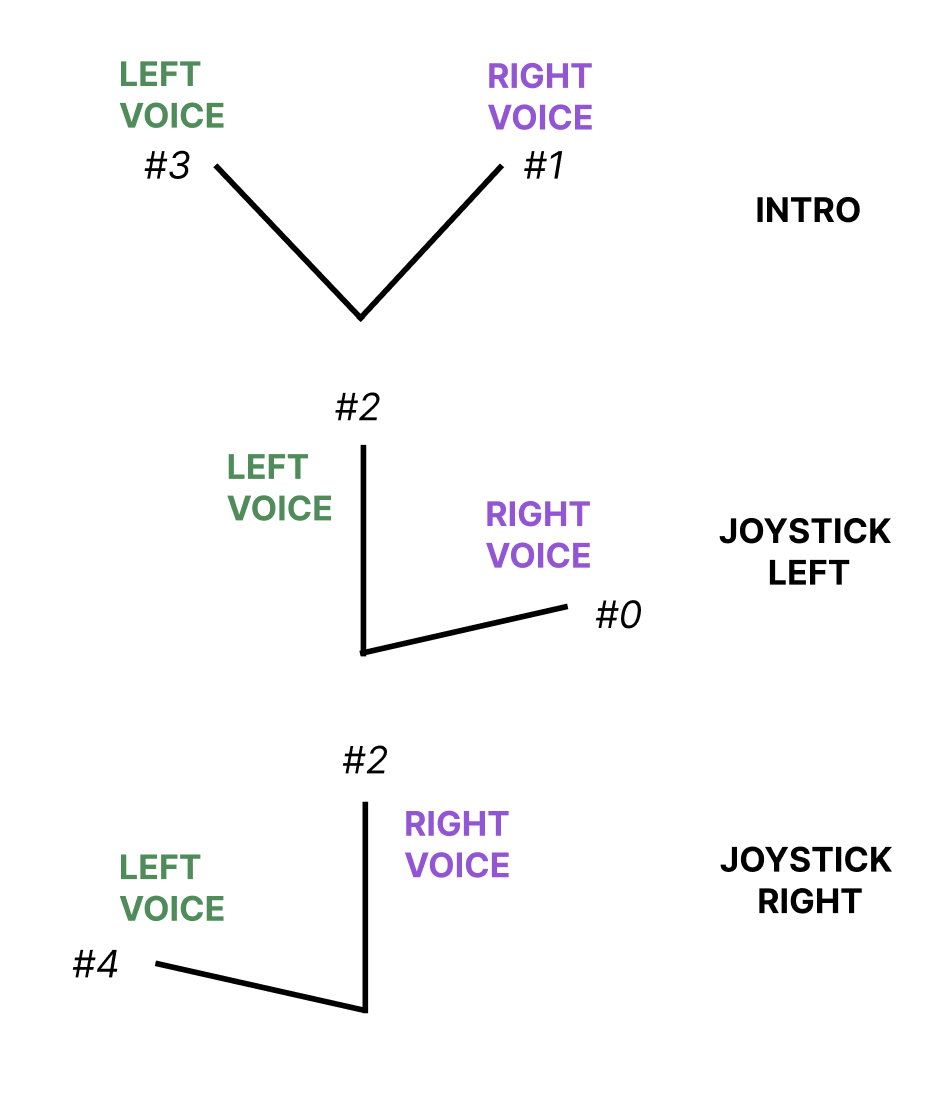 LEFT
VOICE
RIGHT
VOICE
#3
#1
INTRO
#2
LEFT
VOICE
RIGHT
VOICE
#0
JOYSTICK
LEFT
#2
RIGHT
VOICE
LEFT
VOICE
#4
JOYSTICK
RIGHT